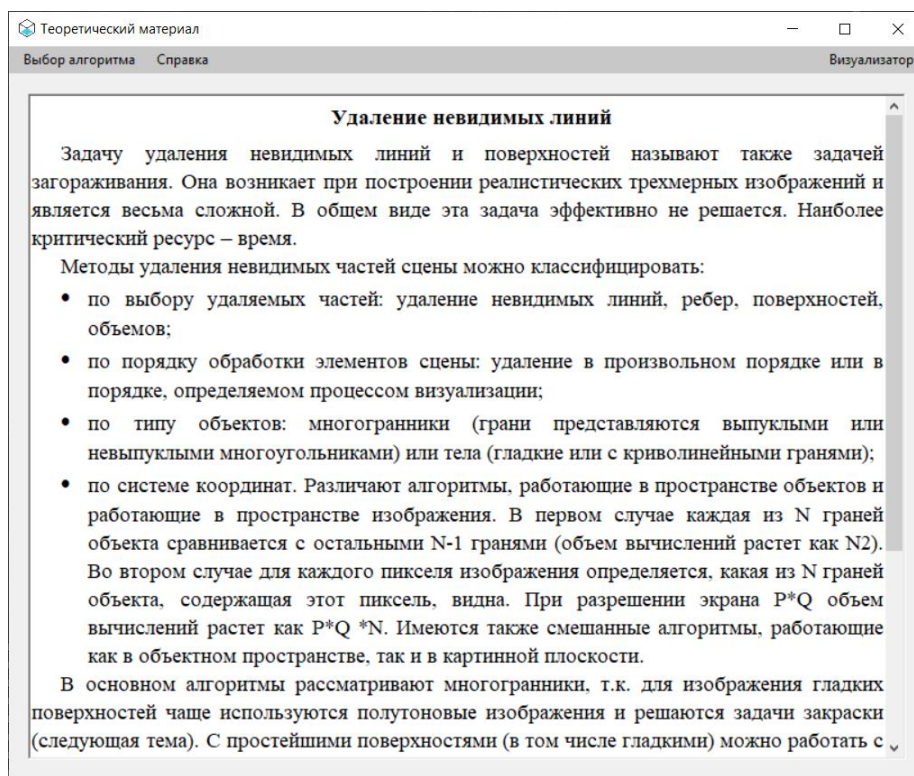 Теоретический материал
Выбор алгоритма Справка Визуализатор
Удаление невидимых линий
Задачу удаления невидимых линий и поверхностей называют также задачей
загораживания. Она возникает при построении реалистических трехмерных изображений и
является весьма сложной. В общем виде эта задача эффективно не решается. Наиболее
критический ресурс – время.
Методы удаления невидимых частей сцены можно классифицировать:
• по выбору удаляемых частей: удаление невидимых линий, ребер, поверхностей,
объемов;
• по порядку обработки элементов сцены: удаление в произвольном порядке или в
порядке, определяемом процессом визуализации;
• по типу объектов: многогранники (грани представляются выпуклыми или
невыпуклыми многоугольниками) или тела (гладкие или с криволинейными гранями);
• по системе координат. Различают алгоритмы, работающие в пространстве объектов и
работающие в пространстве изображения. В первом случае каждая из N граней
объекта сравнивается с остальными N-1 гранями (объем вычислений растет как N2).
Во втором случае для каждого пикселя изображения определяется, какая из N граней
объекта, содержащая этот пиксель, видна. При разрешении экрана P*Q объем
вычислений растет как P*Q *N. Имеются также смешанные алгоритмы, работающие
как в объектном пространстве, так и в картинной плоскости.
В основном алгоритмы рассматривают многогранники, т.к. для изображения гладких
поверхностей чаще используются полутоновые изображения и решаются задачи закраски
(следующая тема). С простейшими поверхностями (в том числе гладкими) можно работать с